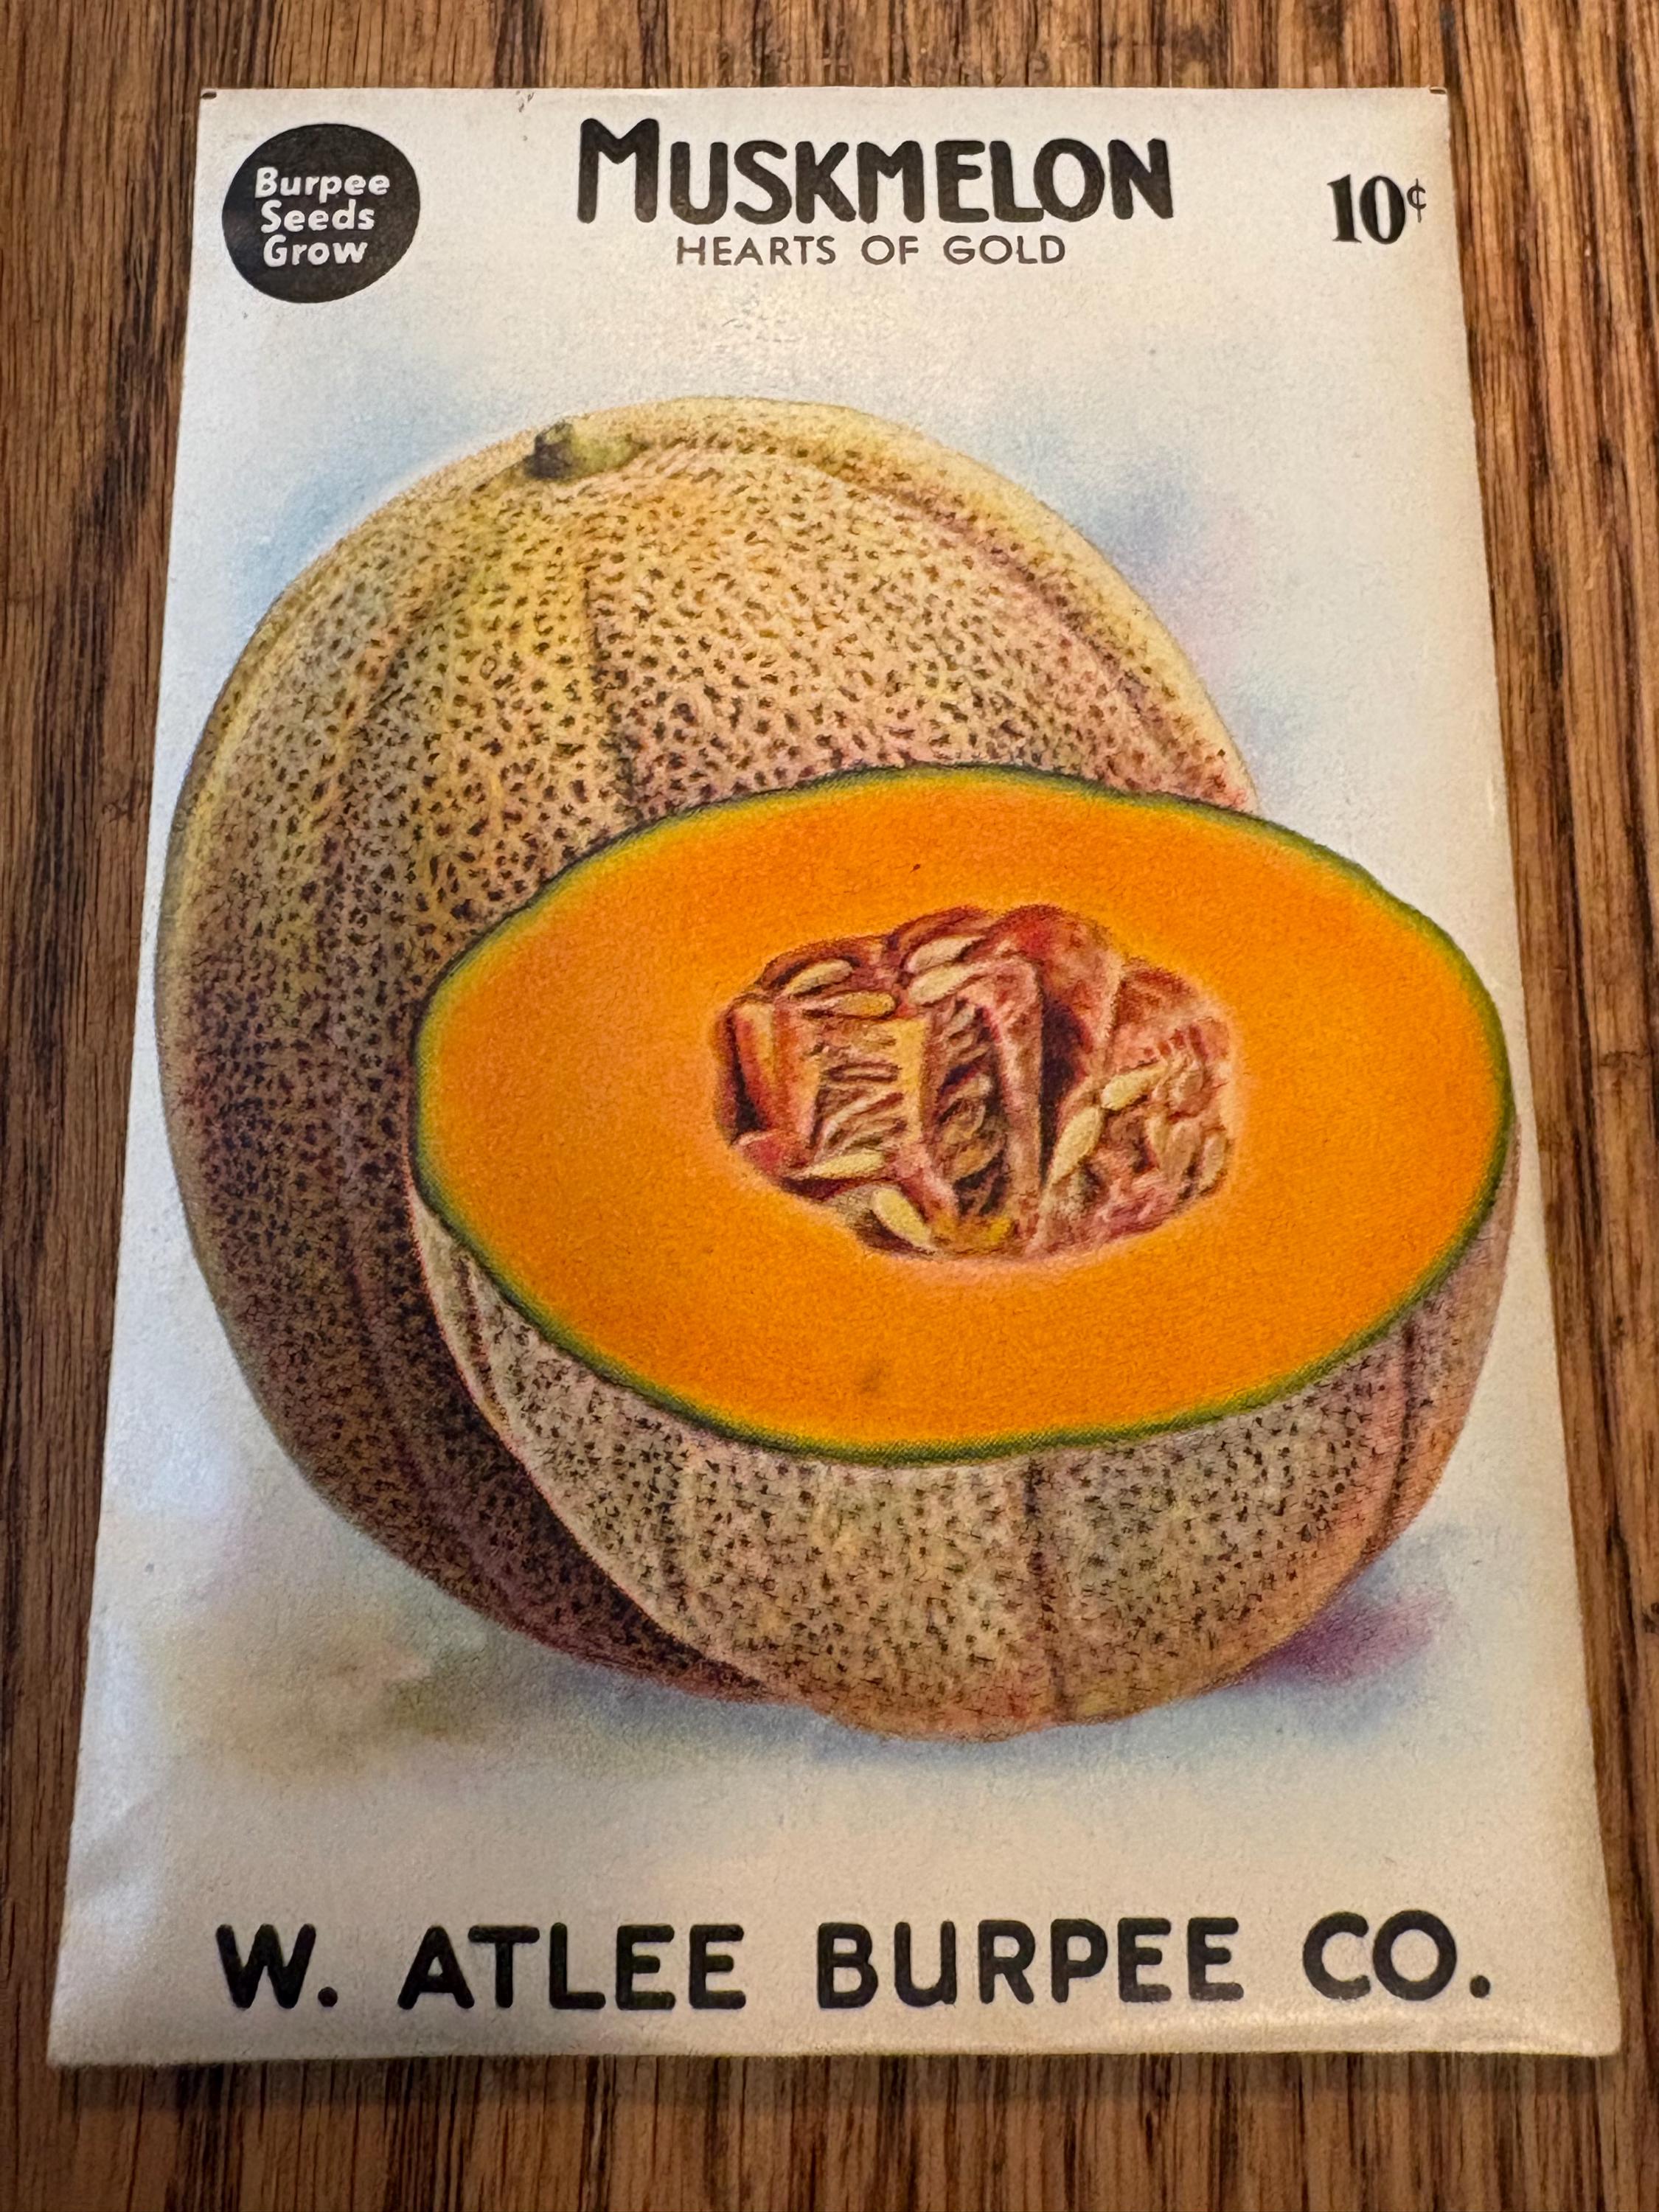 Burpee
Seeds
Grow
MUSKMELON
HEARTS OF GOLD
10¢
W. ATLEE BURPEE CO.